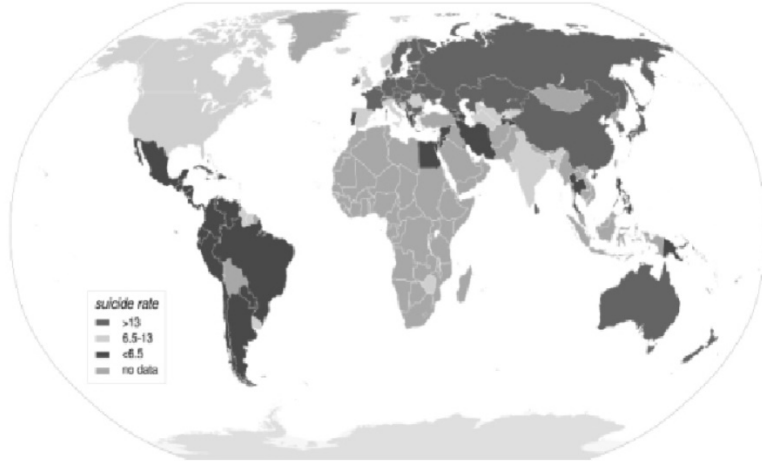 suicide rate
>13
6.5-13
<6.5
no data